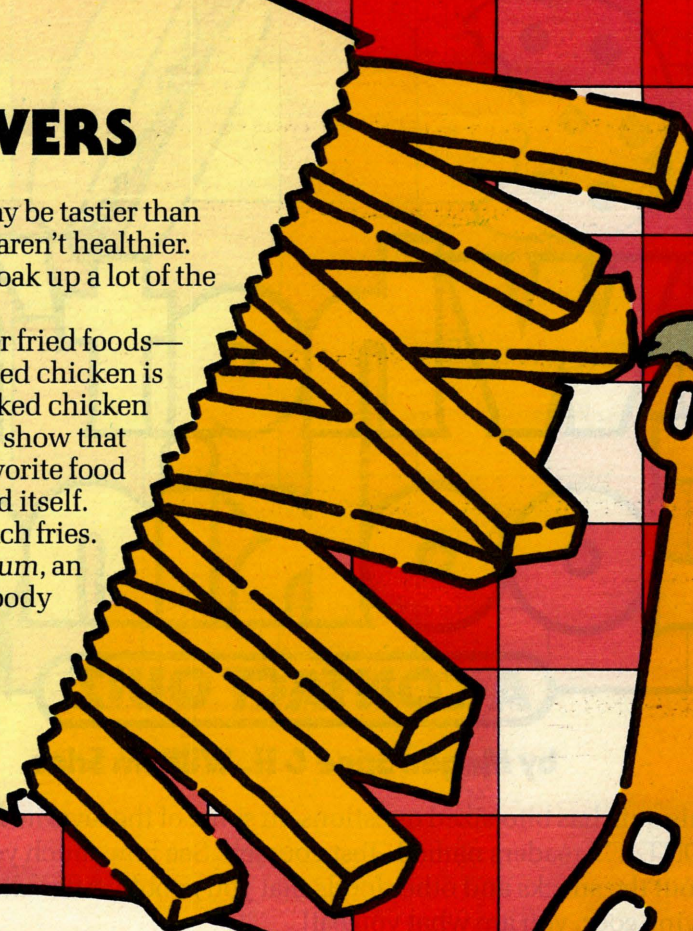 VERS
ay be tastier than
aren't healthier.
oak up a lot of the
r fried foods—
ed chicken is
ked chicken
show that
vorite food
d itself.
ch fries.
um, an
body